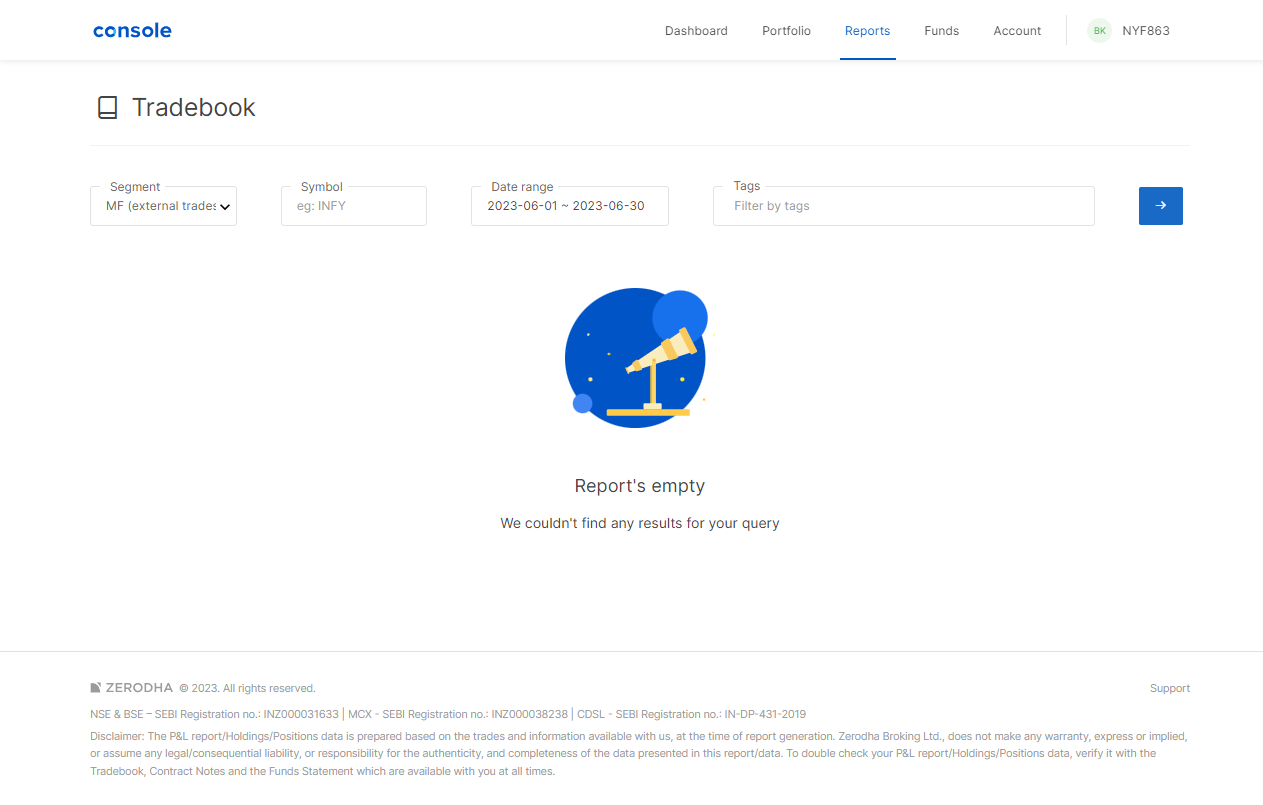 console
Dashboard Portfolio Reports Funds Account BK NYF863
Tradebook
Segment Symbol Date range Tags
MF (external trades eg: INFY 2023-06-01 ~ 2023-06-30 Filter by tags
Report's empty
We couldn't find any results for your query
ZERODHA © 2023. All rights reserved. Support
NSE & BSE – SEBI Registration no.: INZ000031633 | MCX - SEBI Registration no.: INZ000038238 | CDSL - SEBI Registration no.: IN-DP-431-2019
Disclaimer: The P&L report/Holdings/Positions data is prepared based on the trades and information available with us, at the time of report generation. Zerodha Broking Ltd., does not make any warranty, express or implied,
or assume any legal/consequential liability, or responsibility for the authenticity, and completeness of the data presented in this report/data. To double check your P&L report/Holdings/Positions data, verify it with the
Tradebook, Contract Notes and the Funds Statement which are available with you at all times.